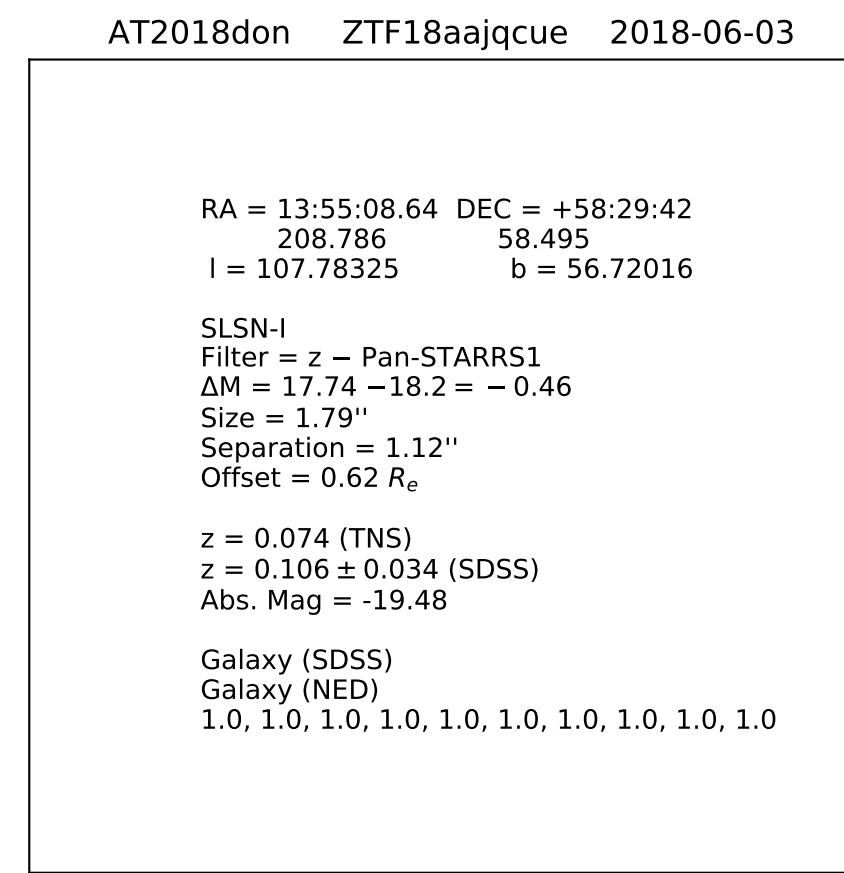 AT2018don ZTF18aajqcue 2018-06-03
RA = 13:55:08.64 DEC = +58:29:42
208.786 58.495
l = 107.78325 b = 56.72016
SLSN-I
Filter = z − Pan-STARRS1
ΔM = 17.74 −18.2 = − 0.46
Size = 1.79''
Separation = 1.12''
Offset = 0.62 Rₑ
z = 0.074 (TNS)
z = 0.106 ± 0.034 (SDSS)
Abs. Mag = -19.48
Galaxy (SDSS)
Galaxy (NED)
1.0, 1.0, 1.0, 1.0, 1.0, 1.0, 1.0, 1.0, 1.0, 1.0